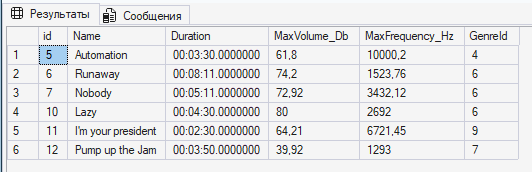 Результаты Сообщения
id Name Duration MaxVolume_Db MaxFrequency_Hz GenreId
1 5 Automation 00:03:30.0000000 61,8 10000,2 4
2 6 Runaway 00:08:11.0000000 74,2 1523,76 6
3 7 Nobody 00:05:11.0000000 72,92 3432,12 6
4 10 Lazy 00:04:30.0000000 80 2692 6
5 11 I'm your president 00:02:30.0000000 64,21 6721,45 9
6 12 Pump up the Jam 00:03:50.0000000 39,92 1293 7